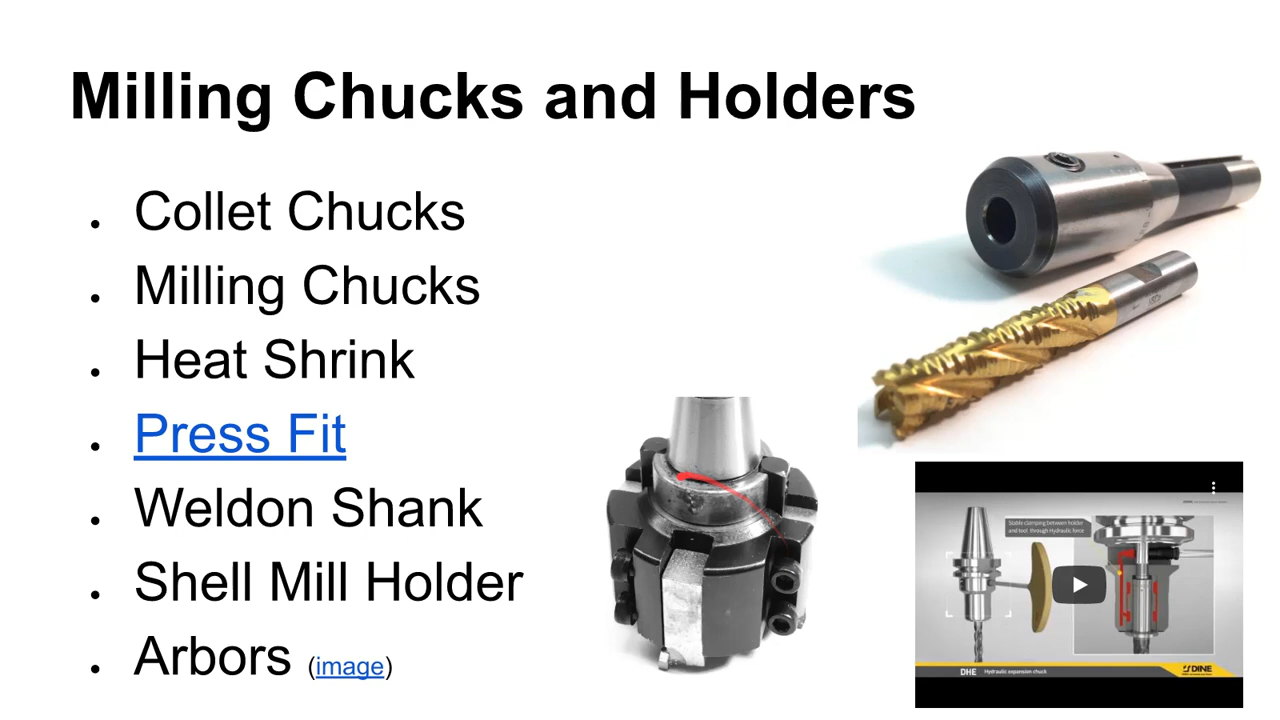 Milling Chucks and Holders
• Collet Chucks
• Milling Chucks
• Heat Shrink
• Press Fit
• Weldon Shank
• Shell Mill Holder
• Arbors (image)
Stable clamping between holder
and tool through Hydraulic force
DHE Hydraulic expansion chuck
DINE